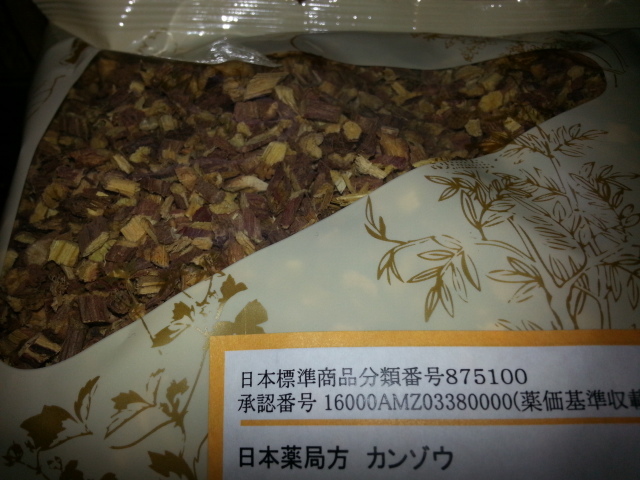 日本標準商品分類番号875100
承認番号 16000AMZ03380000(薬価基準収載
日本薬局方 カンゾウ